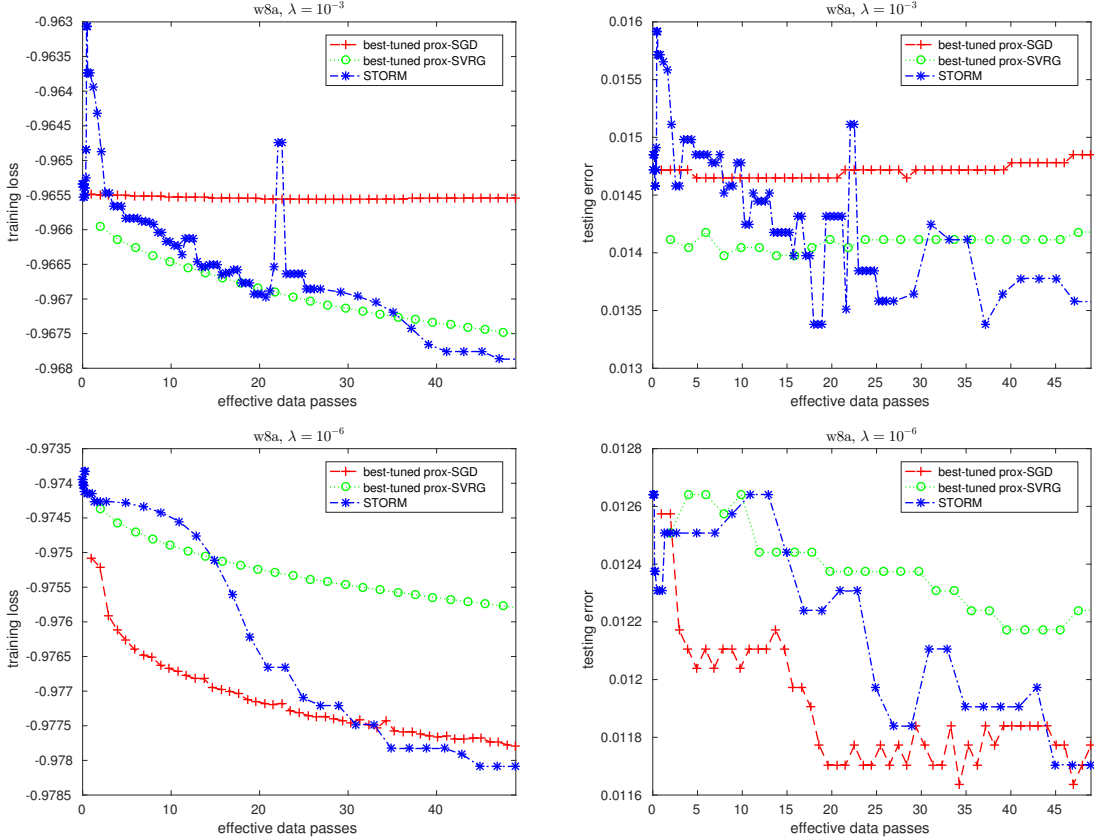 w8a, λ = 10⁻³
-0.963
-0.9635
-0.964
-0.9645
-0.965
-0.9655
-0.966
-0.9665
-0.967
-0.9675
-0.968
training loss
best-tuned prox-SGD
best-tuned prox-SVRG
STORM
0 10 20 30 40
effective data passes
w8a, λ = 10⁻³
0.016
0.0155
0.015
0.0145
0.014
0.0135
0.013
testing error
best-tuned prox-SGD
best-tuned prox-SVRG
STORM
0 5 10 15 20 25 30 35 40 45
effective data passes
w8a, λ = 10⁻⁶
-0.9735
-0.974
-0.9745
-0.975
-0.9755
-0.976
-0.9765
-0.977
-0.9775
-0.978
-0.9785
training loss
best-tuned prox-SGD
best-tuned prox-SVRG
STORM
0 10 20 30 40
effective data passes
w8a, λ = 10⁻⁶
0.0128
0.0126
0.0124
0.0122
0.012
0.0118
0.0116
testing error
best-tuned prox-SGD
best-tuned prox-SVRG
STORM
0 5 10 15 20 25 30 35 40 45
effective data passes